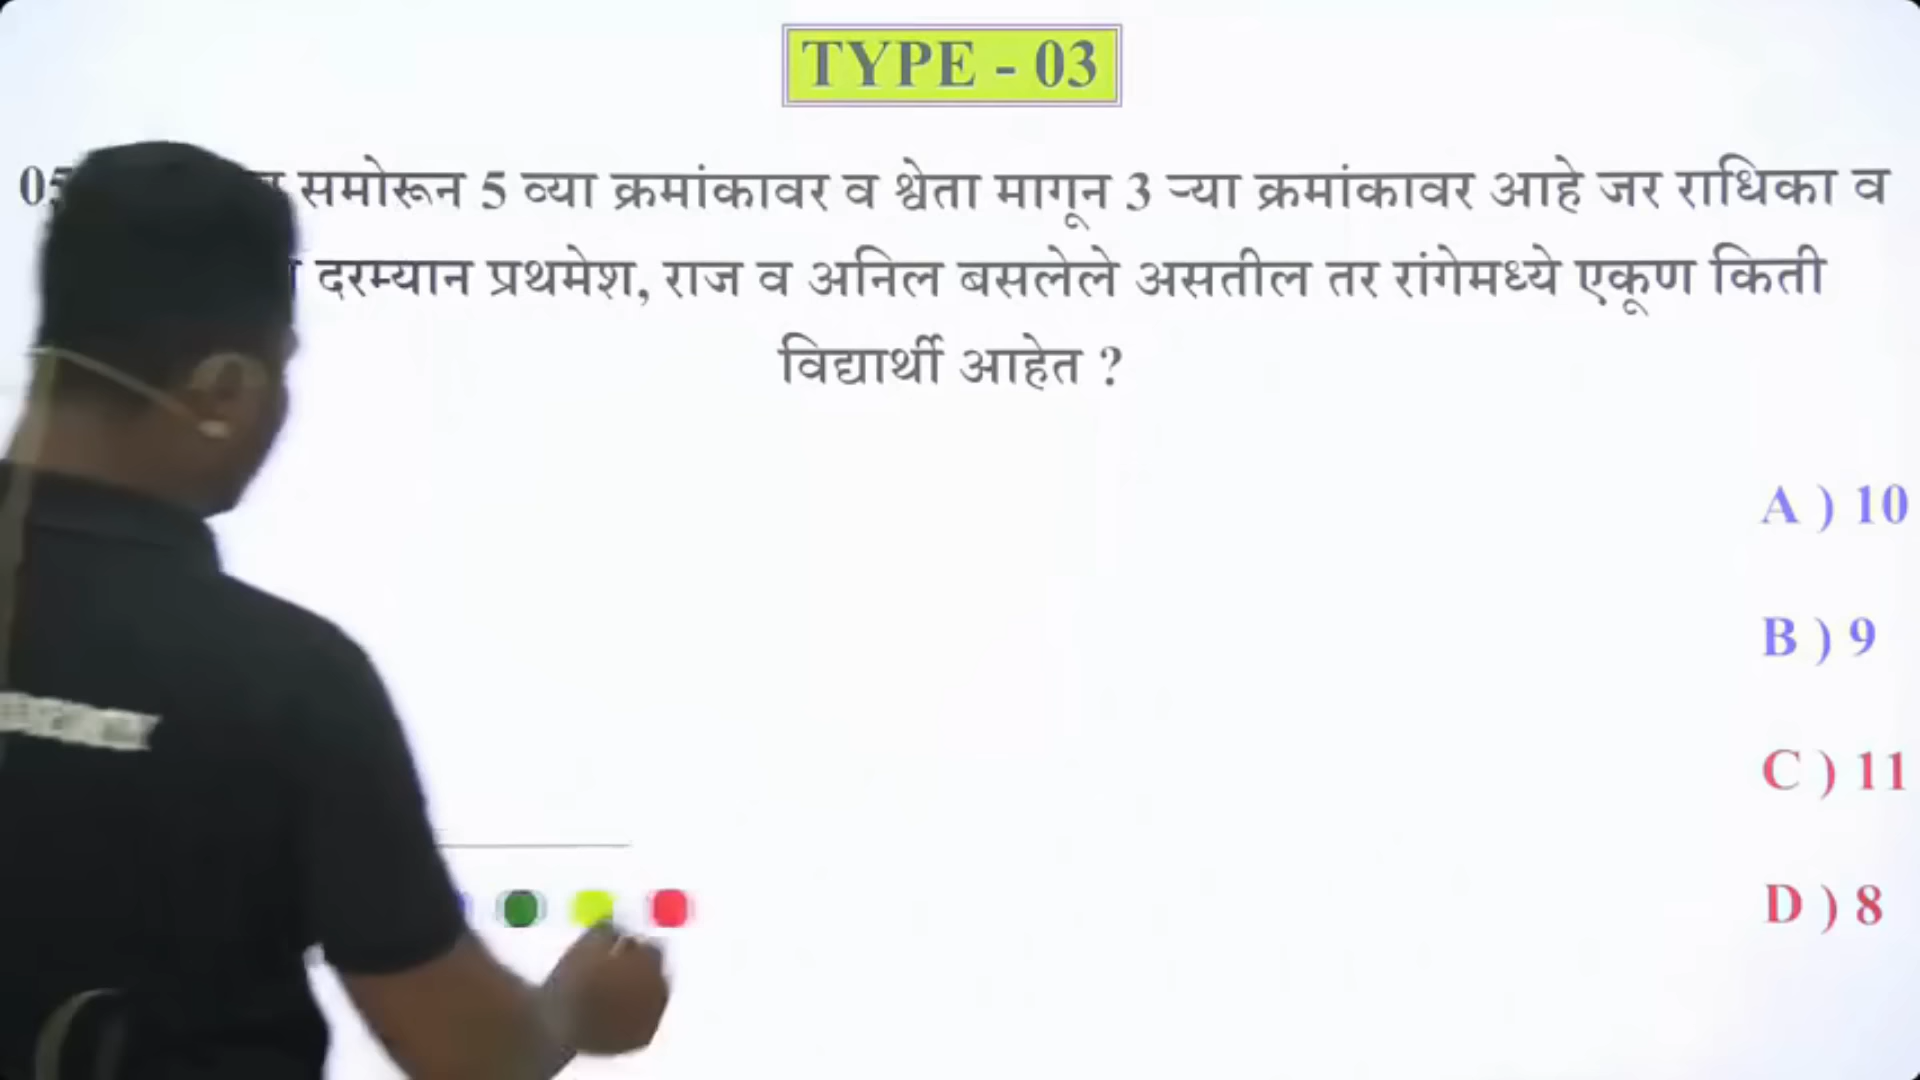 TYPE - 03
05 समोरून 5 व्या क्रमांकावर व श्वेता मागून 3 ऱ्या क्रमांकावर आहे जर राधिका व
दरम्यान प्रथमेश, राज व अनिल बसलेले असतील तर रांगेमध्ये एकूण किती
विद्यार्थी आहेत ?
A ) 10
B ) 9
C ) 11
D ) 8